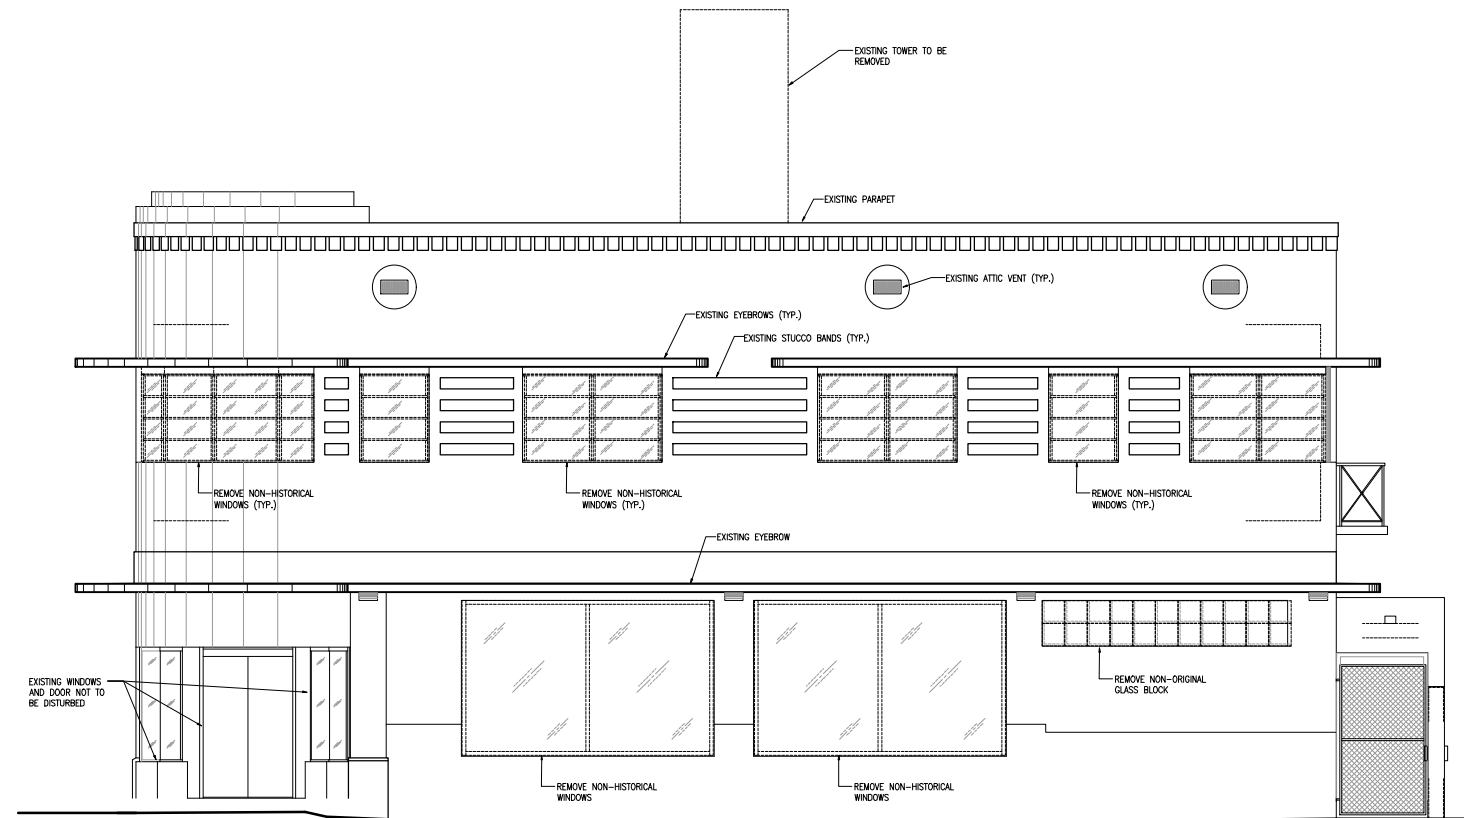 EXISTING TOWER TO BE
REMOVED
EXISTING PARAPET
EXISTING ATTIC VENT (TYP.)
EXISTING EYEBROWS (TYP.)
EXISTING STUCCO BANDS (TYP.)
REMOVE NON-HISTORICAL
WINDOWS (TYP.)
REMOVE NON-HISTORICAL
WINDOWS (TYP.)
REMOVE NON-HISTORICAL
WINDOWS (TYP.)
EXISTING EYEBROW
EXISTING WINDOWS
AND DOOR NOT TO
BE DISTURBED
REMOVE NON-ORIGINAL
GLASS BLOCK
REMOVE NON-HISTORICAL
WINDOWS
REMOVE NON-HISTORICAL
WINDOWS